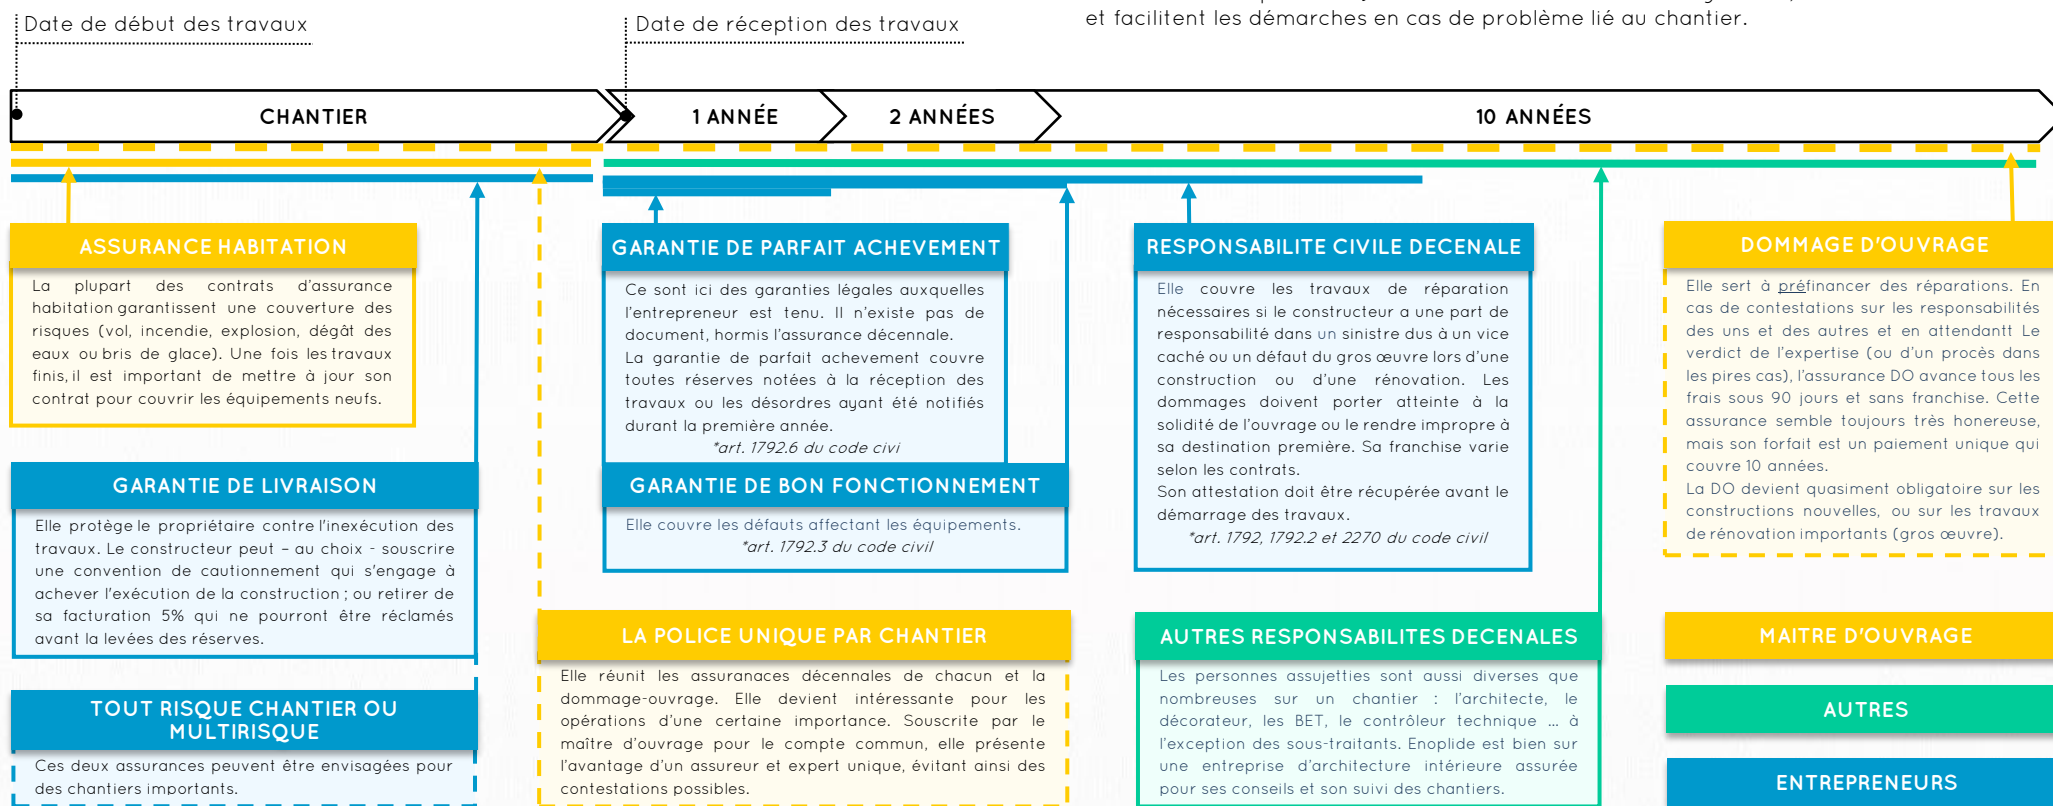 et facilitent les démarches en cas de problème lié au chantier.
Date de début des travaux
Date de réception des travaux
CHANTIER
1 ANNÉE
2 ANNÉES
10 ANNÉES
ASSURANCE HABITATION
La plupart des contrats d'assurance
habitation garantissent une couverture des
risques (vol, incendie, explosion, dégât des
eaux ou bris de glace). Une fois les travaux
finis, il est important de mettre à jour son
contrat pour couvrir les équipements neufs.
GARANTIE DE LIVRAISON
Elle protège le propriétaire contre l'inexécution des
travaux. Le constructeur peut – au choix - souscrire
une convention de cautionnement qui s'engage à
achever l'exécution de la construction ; ou retirer de
sa facturation 5% qui ne pourront être réclamés
avant la levées des réserves.
TOUT RISQUE CHANTIER OU
MULTIRISQUE
Ces deux assurances peuvent être envisagées pour
des chantiers importants.
GARANTIE DE PARFAIT ACHEVEMENT
Ce sont ici des garanties légales auxquelles
l'entrepreneur est tenu. Il n'existe pas de
document, hormis l'assurance décennale.
La garantie de parfait achevement couvre
toutes réserves notées à la réception des
travaux ou les désordres ayant été notifiés
durant la première année.
*art. 1792.6 du code civi
GARANTIE DE BON FONCTIONNEMENT
Elle couvre les défauts affectant les équipements.
*art. 1792.3 du code civil
LA POLICE UNIQUE PAR CHANTIER
Elle réunit les assuranaces décennales de chacun et la
dommage-ouvrage. Elle devient intéressante pour les
opérations d'une certaine importance. Souscrite par le
maître d'ouvrage pour le compte commun, elle présente
l'avantage d'un assureur et expert unique, évitant ainsi des
contestations possibles.
RESPONSABILITE CIVILE DECENALE
Elle couvre les travaux de réparation
nécessaires si le constructeur a une part de
responsabilité dans un sinistre dus à un vice
caché ou un défaut du gros œuvre lors d'une
construction ou d'une rénovation. Les
dommages doivent porter atteinte à la
solidité de l'ouvrage ou le rendre impropre à
sa destination première. Sa franchise varie
selon les contrats.
Son attestation doit être récupérée avant le
démarrage des travaux.
*art. 1792, 1792.2 et 2270 du code civil
AUTRES RESPONSABILITES DECENALES
Les personnes assujetties sont aussi diverses que
nombreuses sur un chantier : l'architecte, le
décorateur, les BET, le contrôleur technique ... à
l'exception des sous-traitants. Enoplide est bien sur
une entreprise d'architecture intérieure assurée
pour ses conseils et son suivi des chantiers.
DOMMAGE D'OUVRAGE
Elle sert à préfinancer des réparations. En
cas de contestations sur les responsabilités
des uns et des autres et en attendantt Le
verdict de l'expertise (ou d'un procès dans
les pires cas), l'assurance DO avance tous les
frais sous 90 jours et sans franchise. Cette
assurance semble toujours très honereuse,
mais son forfait est un paiement unique qui
couvre 10 années.
La DO devient quasiment obligatoire sur les
constructions nouvelles, ou sur les travaux
de rénovation importants (gros œuvre).
MAITRE D'OUVRAGE
AUTRES
ENTREPRENEURS